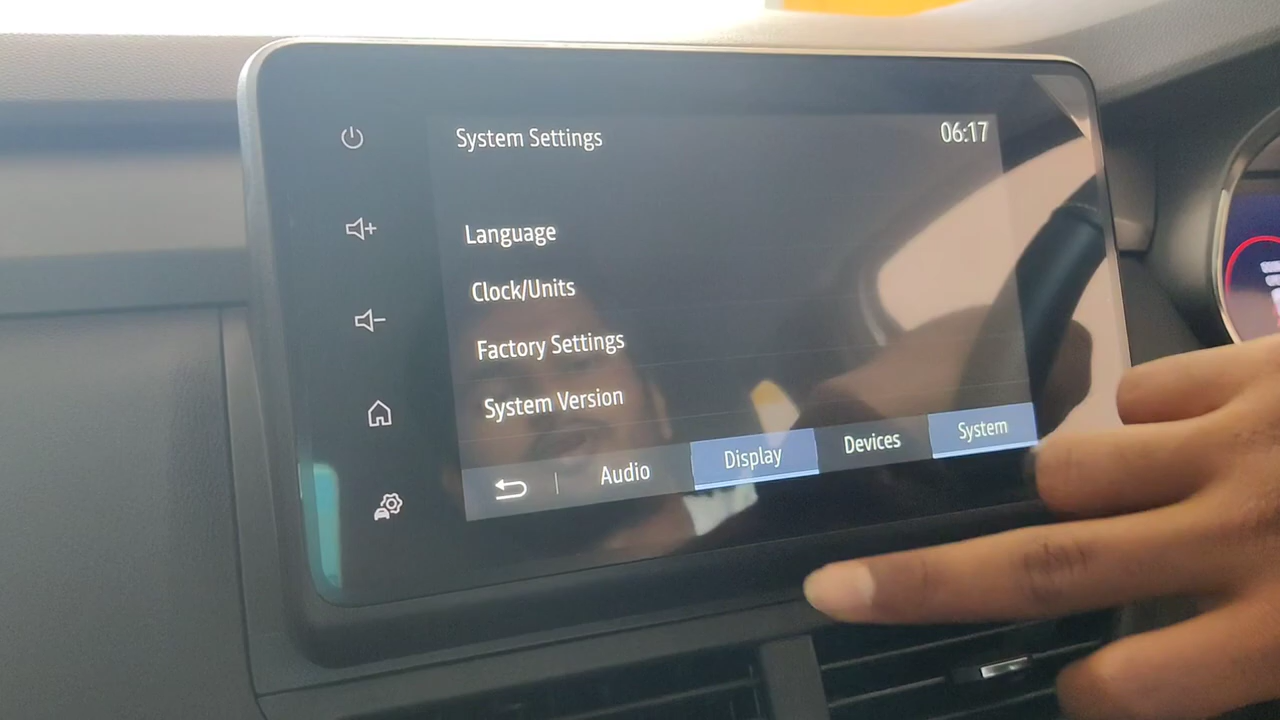 System Settings
06:17
Language
Clock/Units
Factory Settings
System Version
Audio
Display
Devices
System